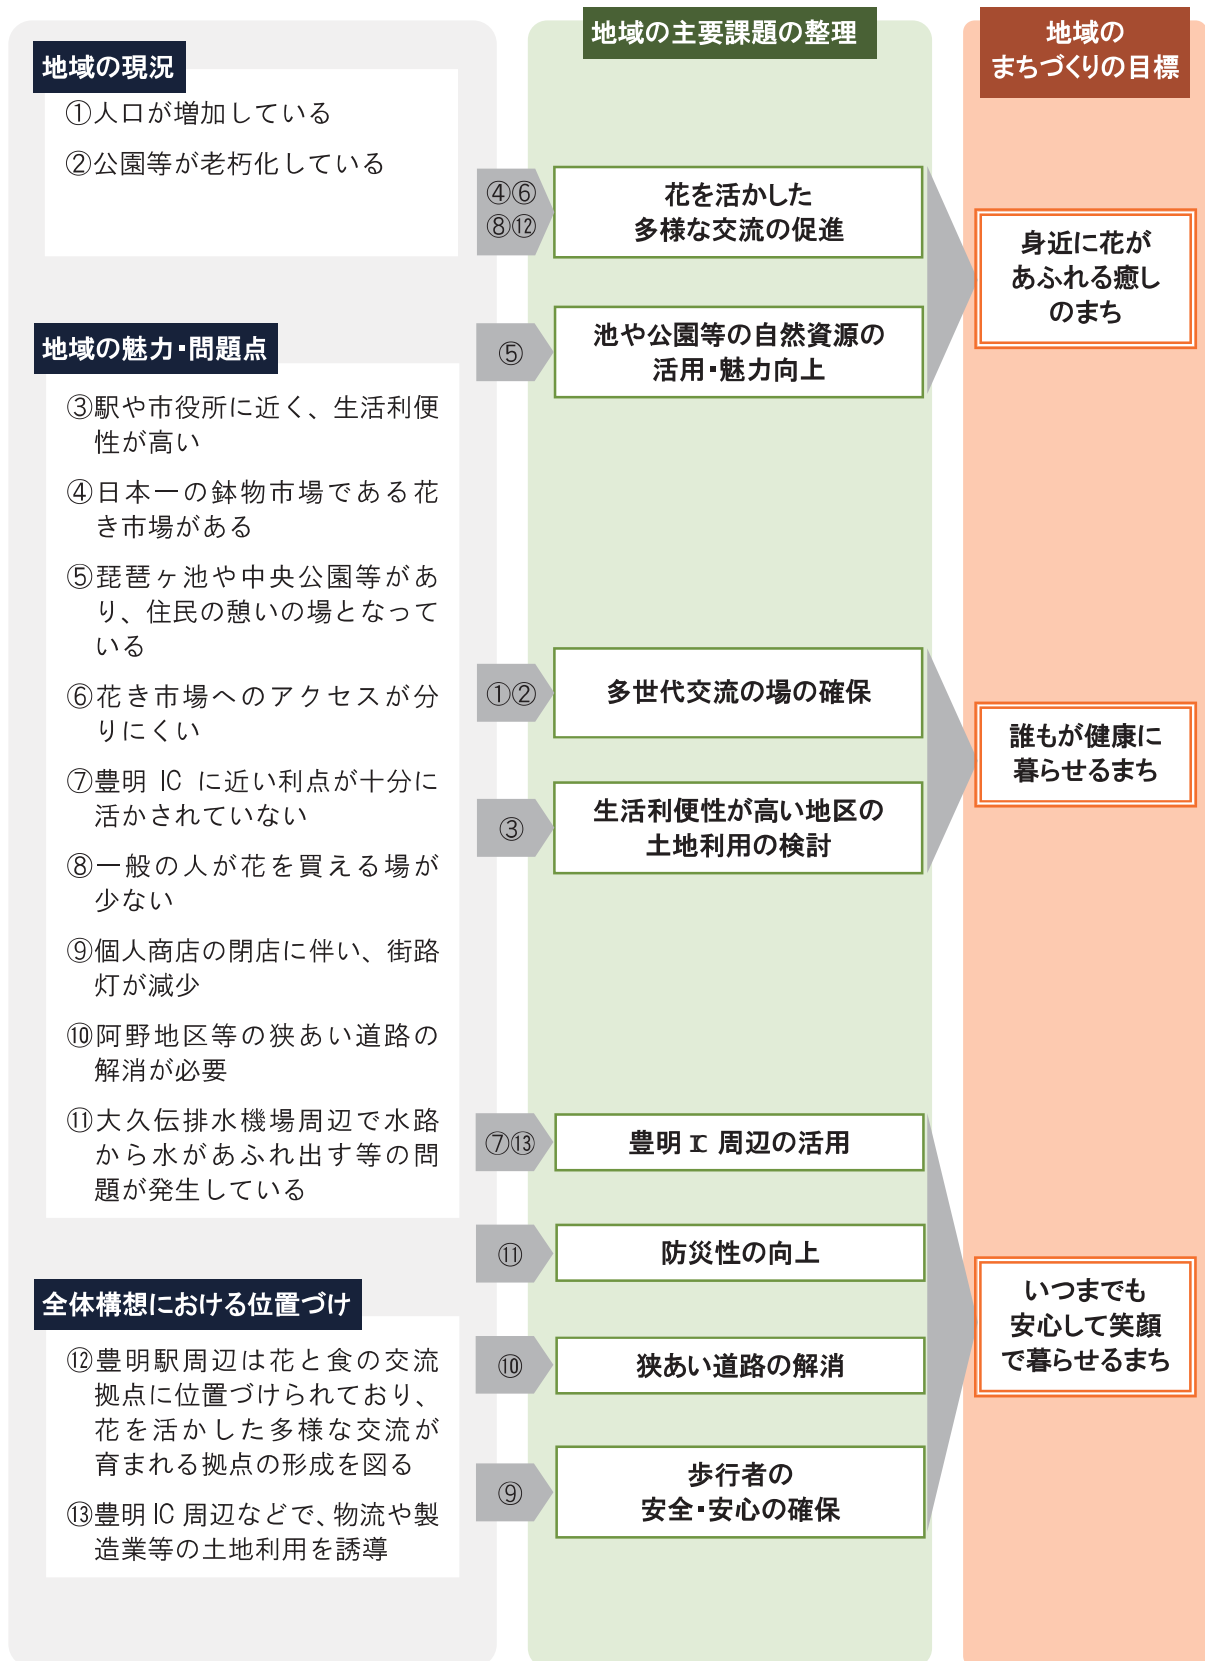 地域の現況
①人口が増加している
②公園等が老朽化している
地域の魅力・問題点
③駅や市役所に近く、生活利便
性が高い
④日本一の鉢物市場である花
き市場がある
⑤琵琶ヶ池や中央公園等があ
り、住民の憩いの場となって
いる
⑥花き市場へのアクセスが分
りにくい
⑦豊明 IC に近い利点が十分に
活かされていない
⑧一般の人が花を買える場が
少ない
⑨個人商店の閉店に伴い、街路
灯が減少
⑩阿野地区等の狭あい道路の
解消が必要
⑪大久伝排水機場周辺で水路
から水があふれ出す等の問
題が発生している
全体構想における位置づけ
⑫豊明駅周辺は花と食の交流
拠点に位置づけられており、
花を活かした多様な交流が
育まれる拠点の形成を図る
⑬豊明 IC 周辺などで、物流や製
造業等の土地利用を誘導
地域の主要課題の整理
④⑥
⑧⑫
花を活かした
多様な交流の促進
⑤
池や公園等の自然資源の
活用・魅力向上
①②
多世代交流の場の確保
③
生活利便性が高い地区の
土地利用の検討
⑦⑬
豊明 IC 周辺の活用
⑪
防災性の向上
⑩
狭あい道路の解消
⑨
歩行者の
安全・安心の確保
地域の
まちづくりの目標
身近に花が
あふれる癒し
のまち
誰もが健康に
暮らせるまち
いつまでも
安心して笑顔
で暮らせるまち